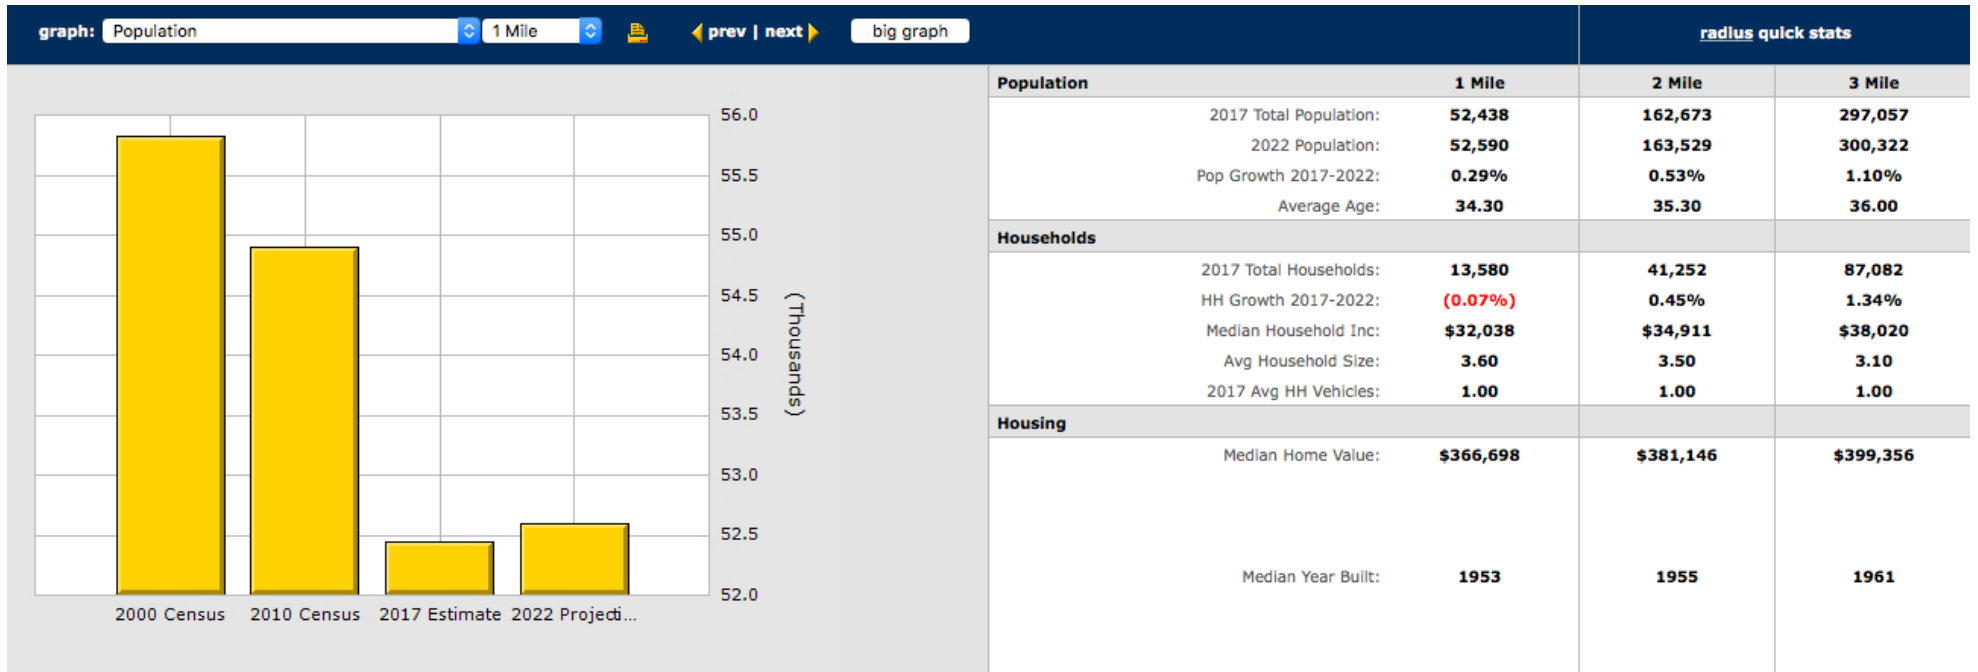 graph: Population 1 Mile prev | next big graph radius quick stats
56.0
55.5
55.0
54.5
54.0
53.5
53.0
52.5
52.0
(Thousands)
2000 Census 2010 Census 2017 Estimate 2022 Projecti...
Population 1 Mile 2 Mile 3 Mile
2017 Total Population: 52,438 162,673 297,057
2022 Population: 52,590 163,529 300,322
Pop Growth 2017-2022: 0.29% 0.53% 1.10%
Average Age: 34.30 35.30 36.00
Households
2017 Total Households: 13,580 41,252 87,082
HH Growth 2017-2022: (0.07%) 0.45% 1.34%
Median Household Inc: $32,038 $34,911 $38,020
Avg Household Size: 3.60 3.50 3.10
2017 Avg HH Vehicles: 1.00 1.00 1.00
Housing
Median Home Value: $366,698 $381,146 $399,356
Median Year Built: 1953 1955 1961